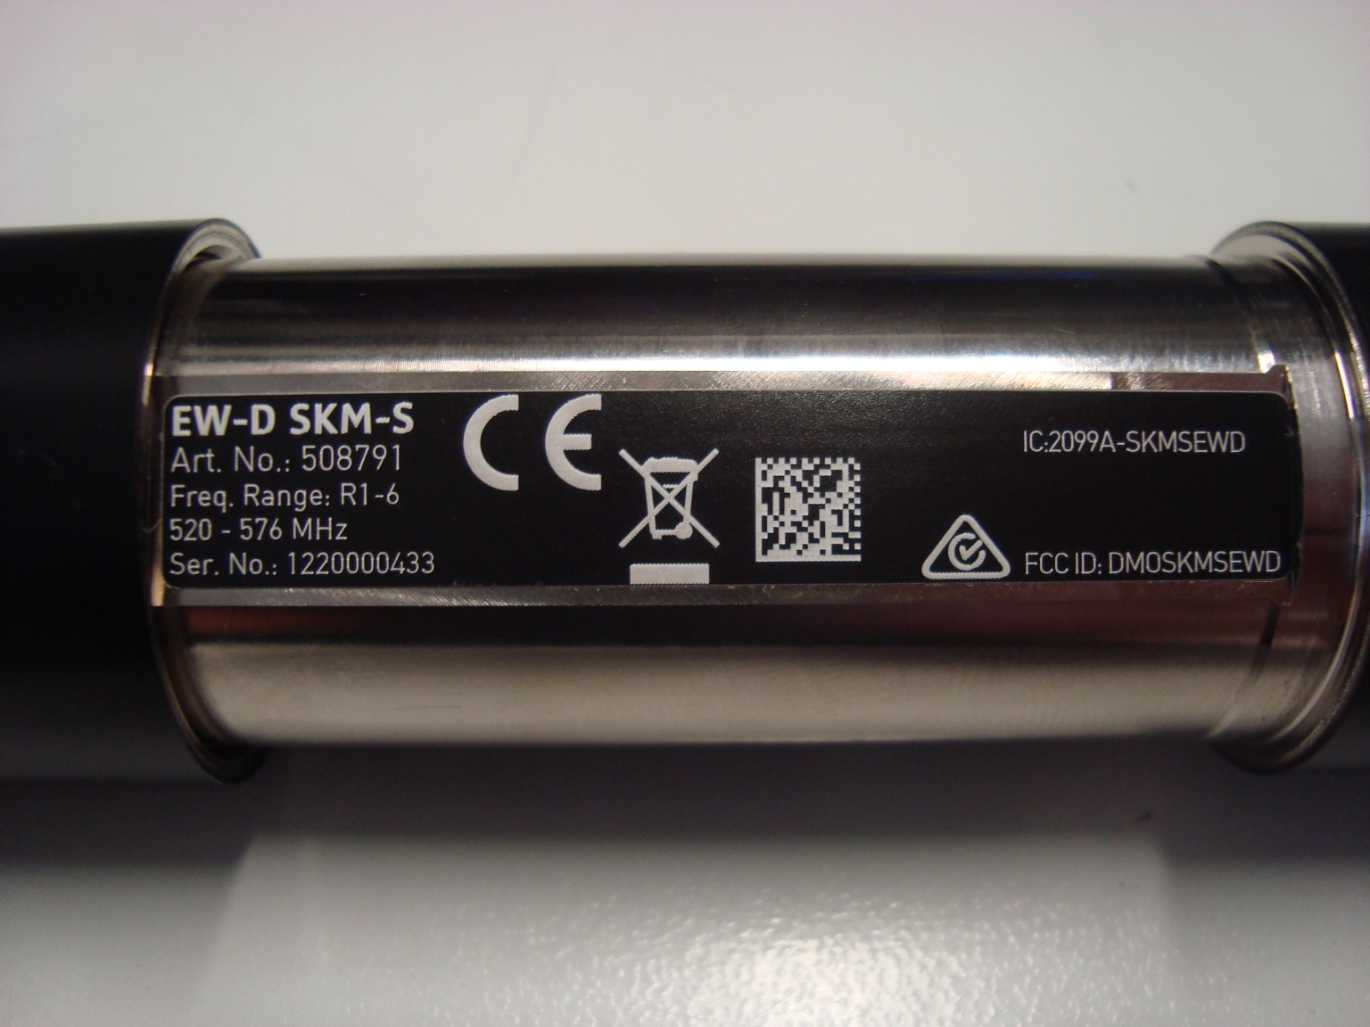 EW-D SKM-S
Art. No.: 508791
Freq. Range: R1-6
520 - 576 MHz
Ser. No.: 1220000433
CE
IC:2099A-SKMSEWD
FCC ID: DMOSKMSEWD